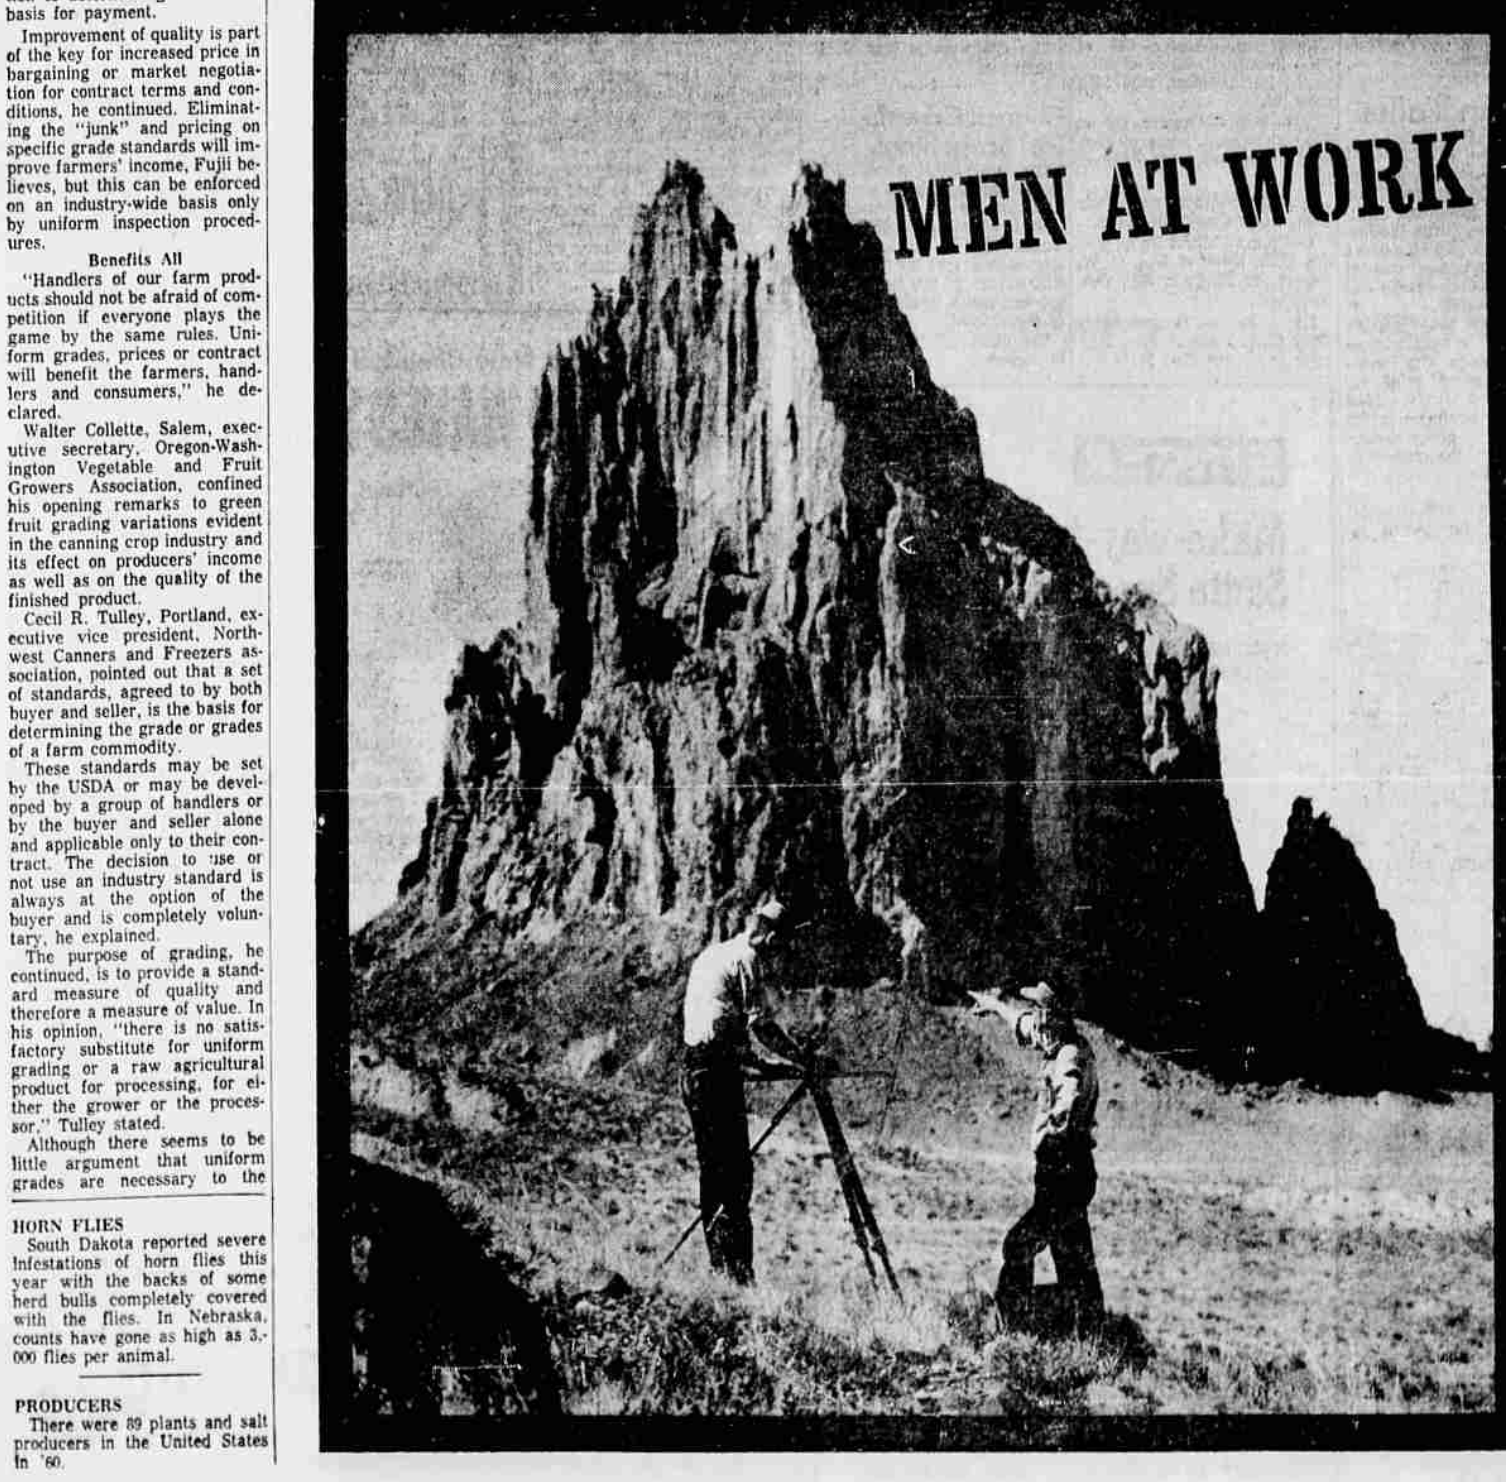 basis for payment.
Improvement of quality is part
of the key for increased price in
bargaining or market negotia-
tion for contract terms and con-
ditions, he continued. Eliminat-
ing the "junk" and pricing on
specific grade standards will im-
prove farmers' income, Fujii be-
lieves, but this can be enforced
on an industry-wide basis only
by uniform inspection proced-
ures.
Benefits All
"Handlers of our farm prod-
ucts should not be afraid of com-
petition if everyone plays the
game by the same rules. Uni-
form grades, prices or contract
will benefit the farmers, hand-
lers and consumers," he de-
clared.
Walter Collette, Salem, exec-
utive secretary, Oregon-Wash-
ington Vegetable and Fruit
Growers Association, confined
his opening remarks to green
fruit grading variations evident
in the canning crop industry and
its effect on producers' income
as well as on the quality of the
finished product.
Cecil R. Tulley, Portland, ex-
ecutive vice president, North-
west Canners and Freezers as-
sociation, pointed out that a set
of standards, agreed to by both
buyer and seller, is the basis for
determining the grade or grades
of a farm commodity.
These standards may be set
by the USDA or may be devel-
oped by a group of handlers or
by the buyer and seller alone
and applicable only to their con-
tract. The decision to use or
not use an industry standard is
always at the option of the
buyer and is completely volun-
tary, he explained.
The purpose of grading, he
continued, is to provide a stand-
ard measure of quality and
therefore a measure of value. In
his opinion, "there is no satis-
factory substitute for uniform
grading or a raw agricultural
product for processing, for ei-
ther the grower or the proces-
sor," Tulley stated.
Although there seems to be
little argument that uniform
grades are necessary to the
HORN FLIES
South Dakota reported severe
infestations of horn flies this
year with the backs of some
herd bulls completely covered
with the flies. In Nebraska,
counts have gone as high as 3,-
000 flies per animal.
PRODUCERS
There were 89 plants and salt
producers in the United States
in '60.
MEN AT WORK